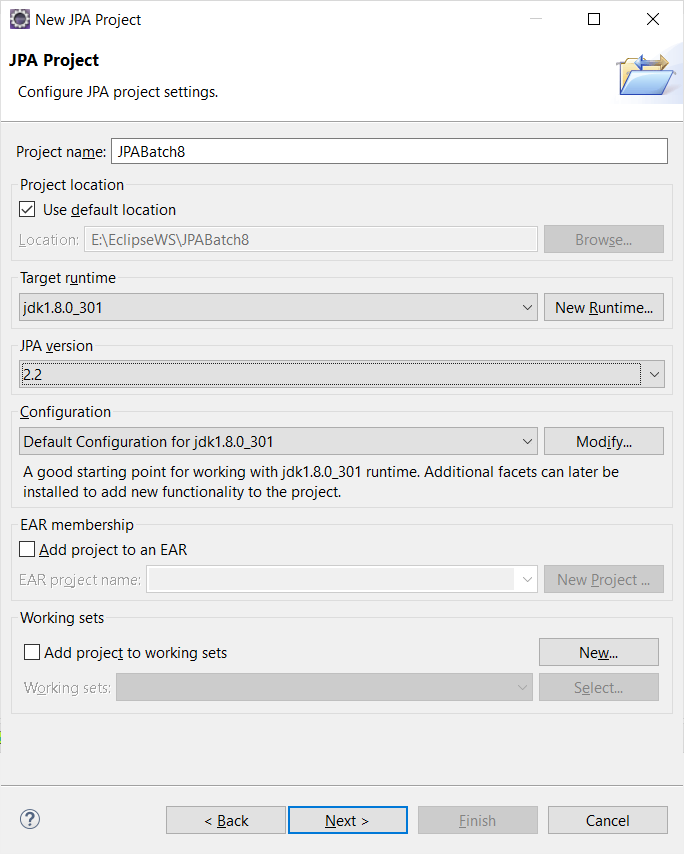 New JPA Project
JPA Project
Configure JPA project settings.
Project name: JPABatch8
Project location
Use default location
Location: E:\EclipseWS\JPABatch8 Browse...
Target runtime
jdk1.8.0_301 New Runtime...
JPA version
2.2
Configuration
Default Configuration for jdk1.8.0_301 Modify...
A good starting point for working with jdk1.8.0_301 runtime. Additional facets can later be
installed to add new functionality to the project.
EAR membership
Add project to an EAR
EAR project name: New Project ...
Working sets
Add project to working sets New...
Working sets: Select...
? < Back Next > Finish Cancel